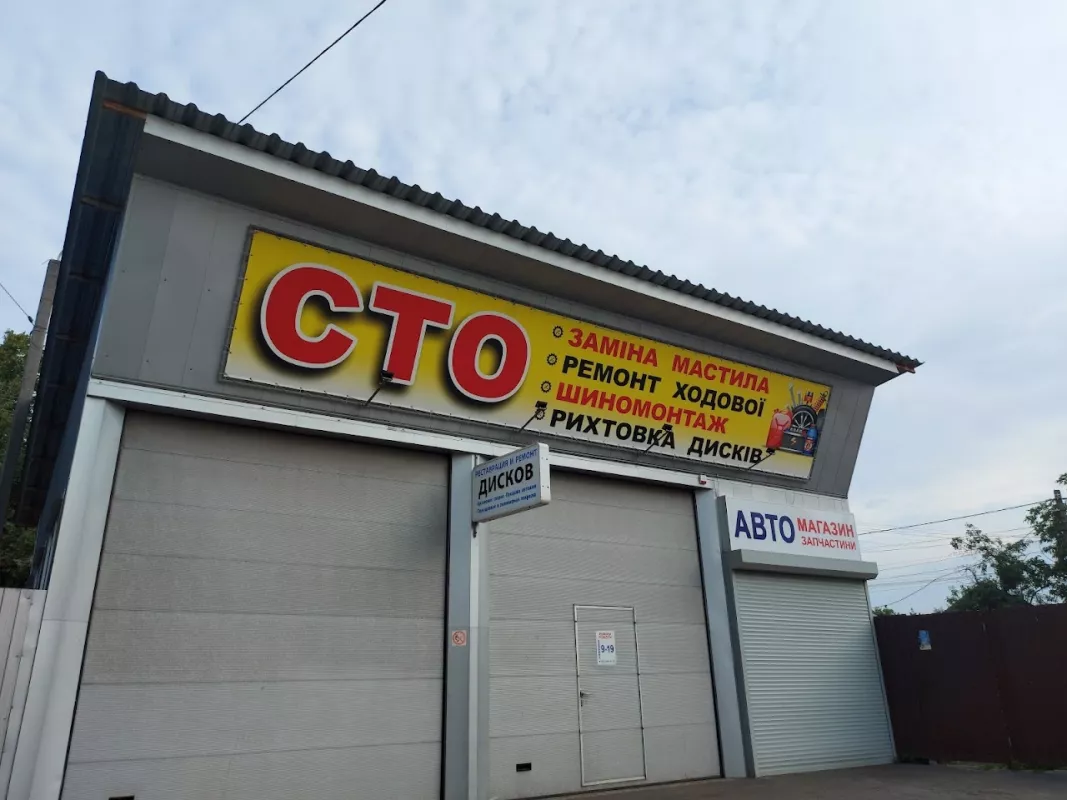 СТО
ЗАМІНА МАСТИЛА
РЕМОНТ ХОДОВОЇ
ШИНОМОНТАЖ
РИХТОВКА ДИСКІВ
РЕСТАВРАЦИЯ И РЕМОНТ
ДИСКОВ
АВТО МАГАЗИН
ЗАПЧАСТИНИ
9-19